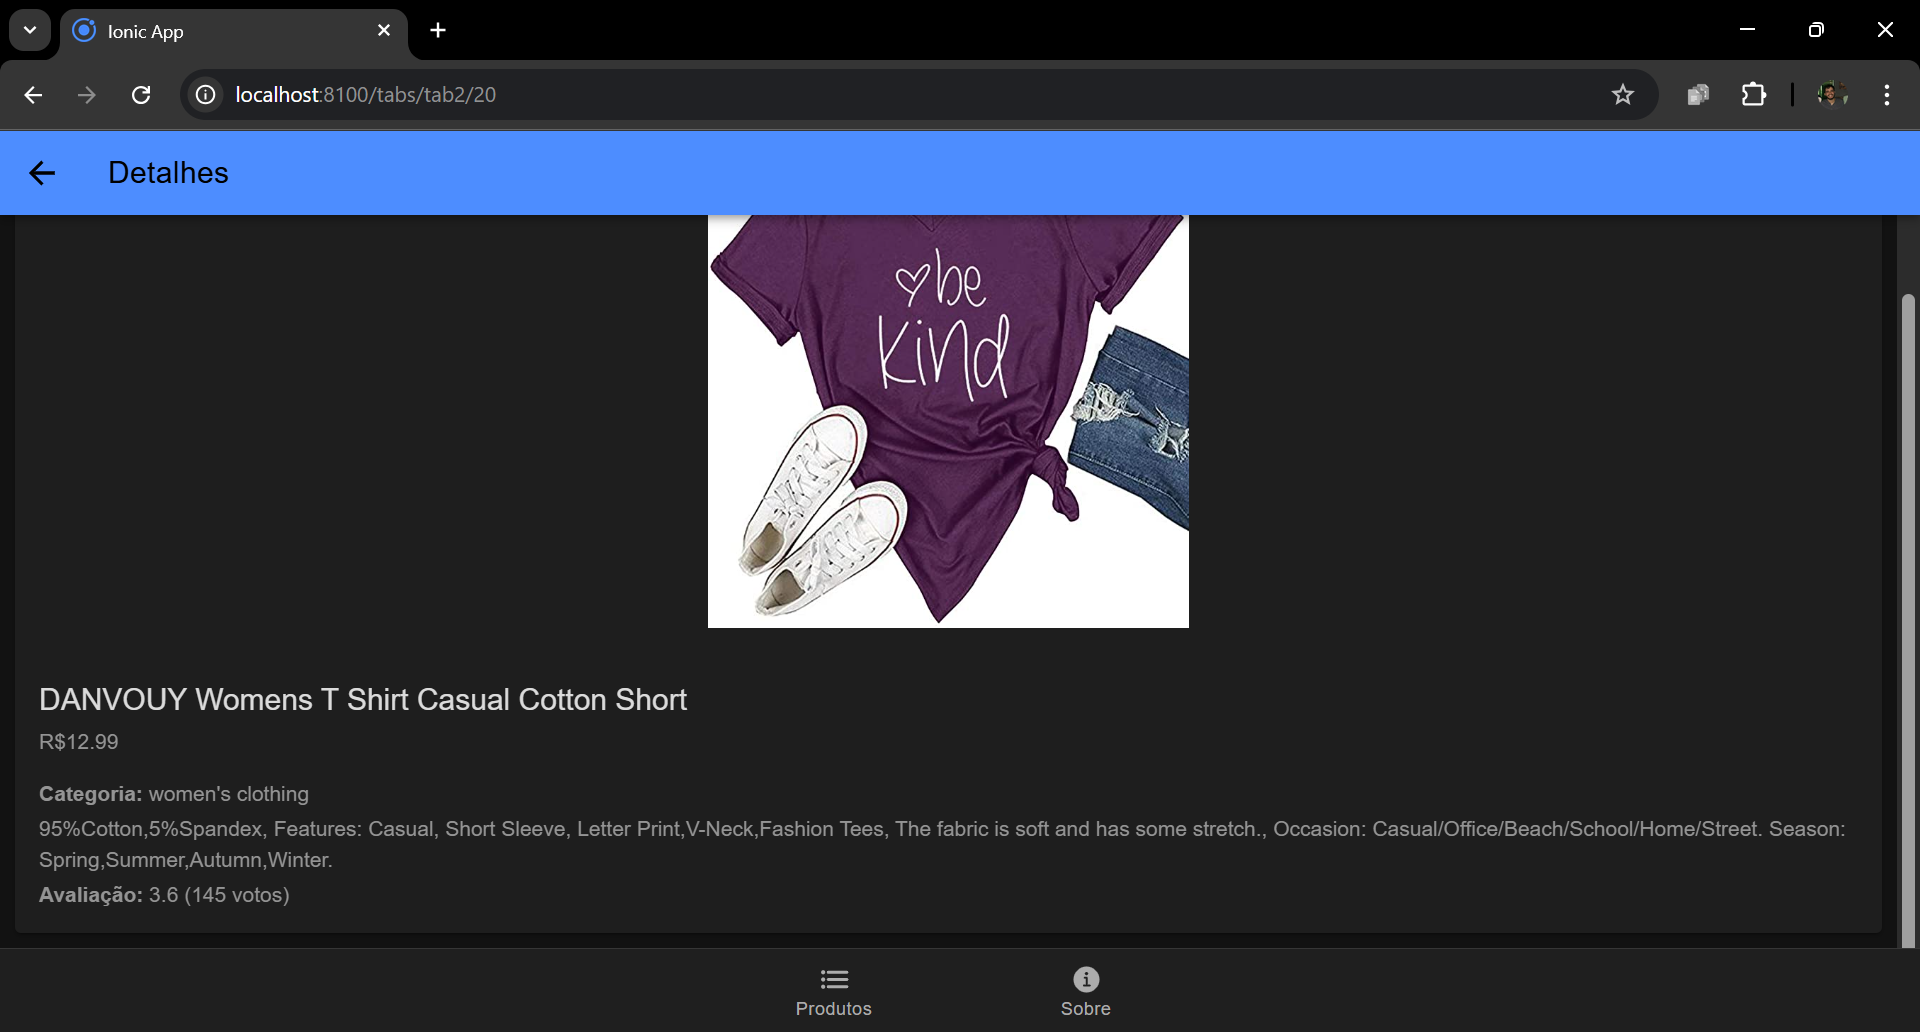 Ionic App
localhost:8100/tabs/tab2/20
Detalhes
be
kind
DANVOUY Womens T Shirt Casual Cotton Short
R$12.99
Categoria: women's clothing
95%Cotton,5%Spandex, Features: Casual, Short Sleeve, Letter Print,V-Neck,Fashion Tees, The fabric is soft and has some stretch., Occasion: Casual/Office/Beach/School/Home/Street. Season:
Spring,Summer,Autumn,Winter.
Avaliação: 3.6 (145 votos)
Produtos
Sobre